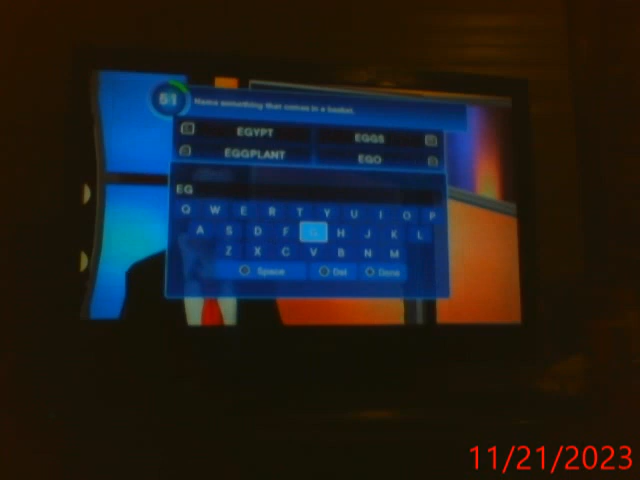 51
Name something that comes in a basket.
EGYPT EGGS
EGGPLANT EGO
EG
Q W E R T Y U I O P
A S D F G H J K L
Z X C V B N M
Space Del Done
11/21/2023